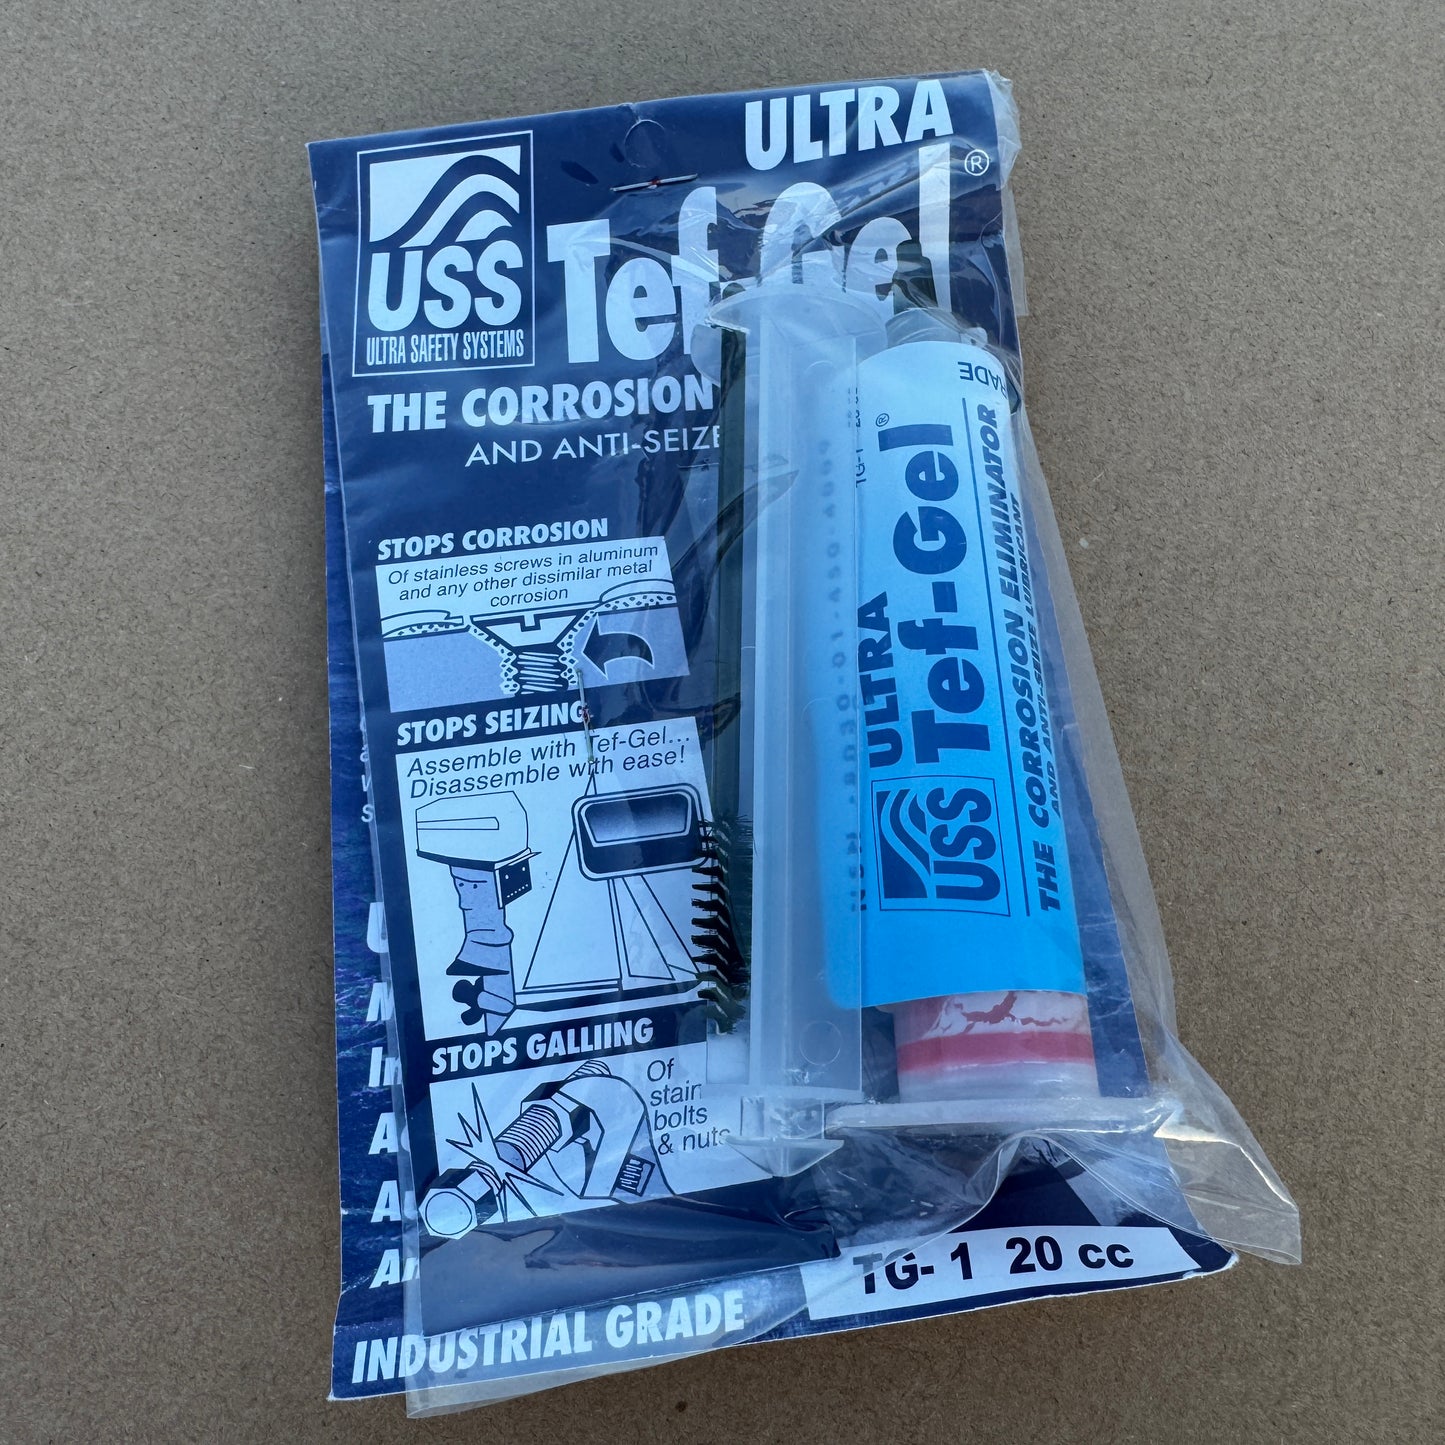 ULTRA
Tef-Gel®
USS
ULTRA SAFETY SYSTEMS
THE CORROSION
AND ANTI-SEIZE
STOPS CORROSION
Of stainless screws in aluminum
and any other dissimilar metal
corrosion
STOPS SEIZING
Assemble with Tef-Gel...
Disassemble with ease!
STOPS GALLIING
Of
stain
bolts
& nuts
INDUSTRIAL GRADE
TG- 1 20 cc
ULTRA
Tef-Gel®
USS
THE CORROSION ELIMINATOR
AND ANTI-SEIZE LUBRICANT
RADE
TG-1